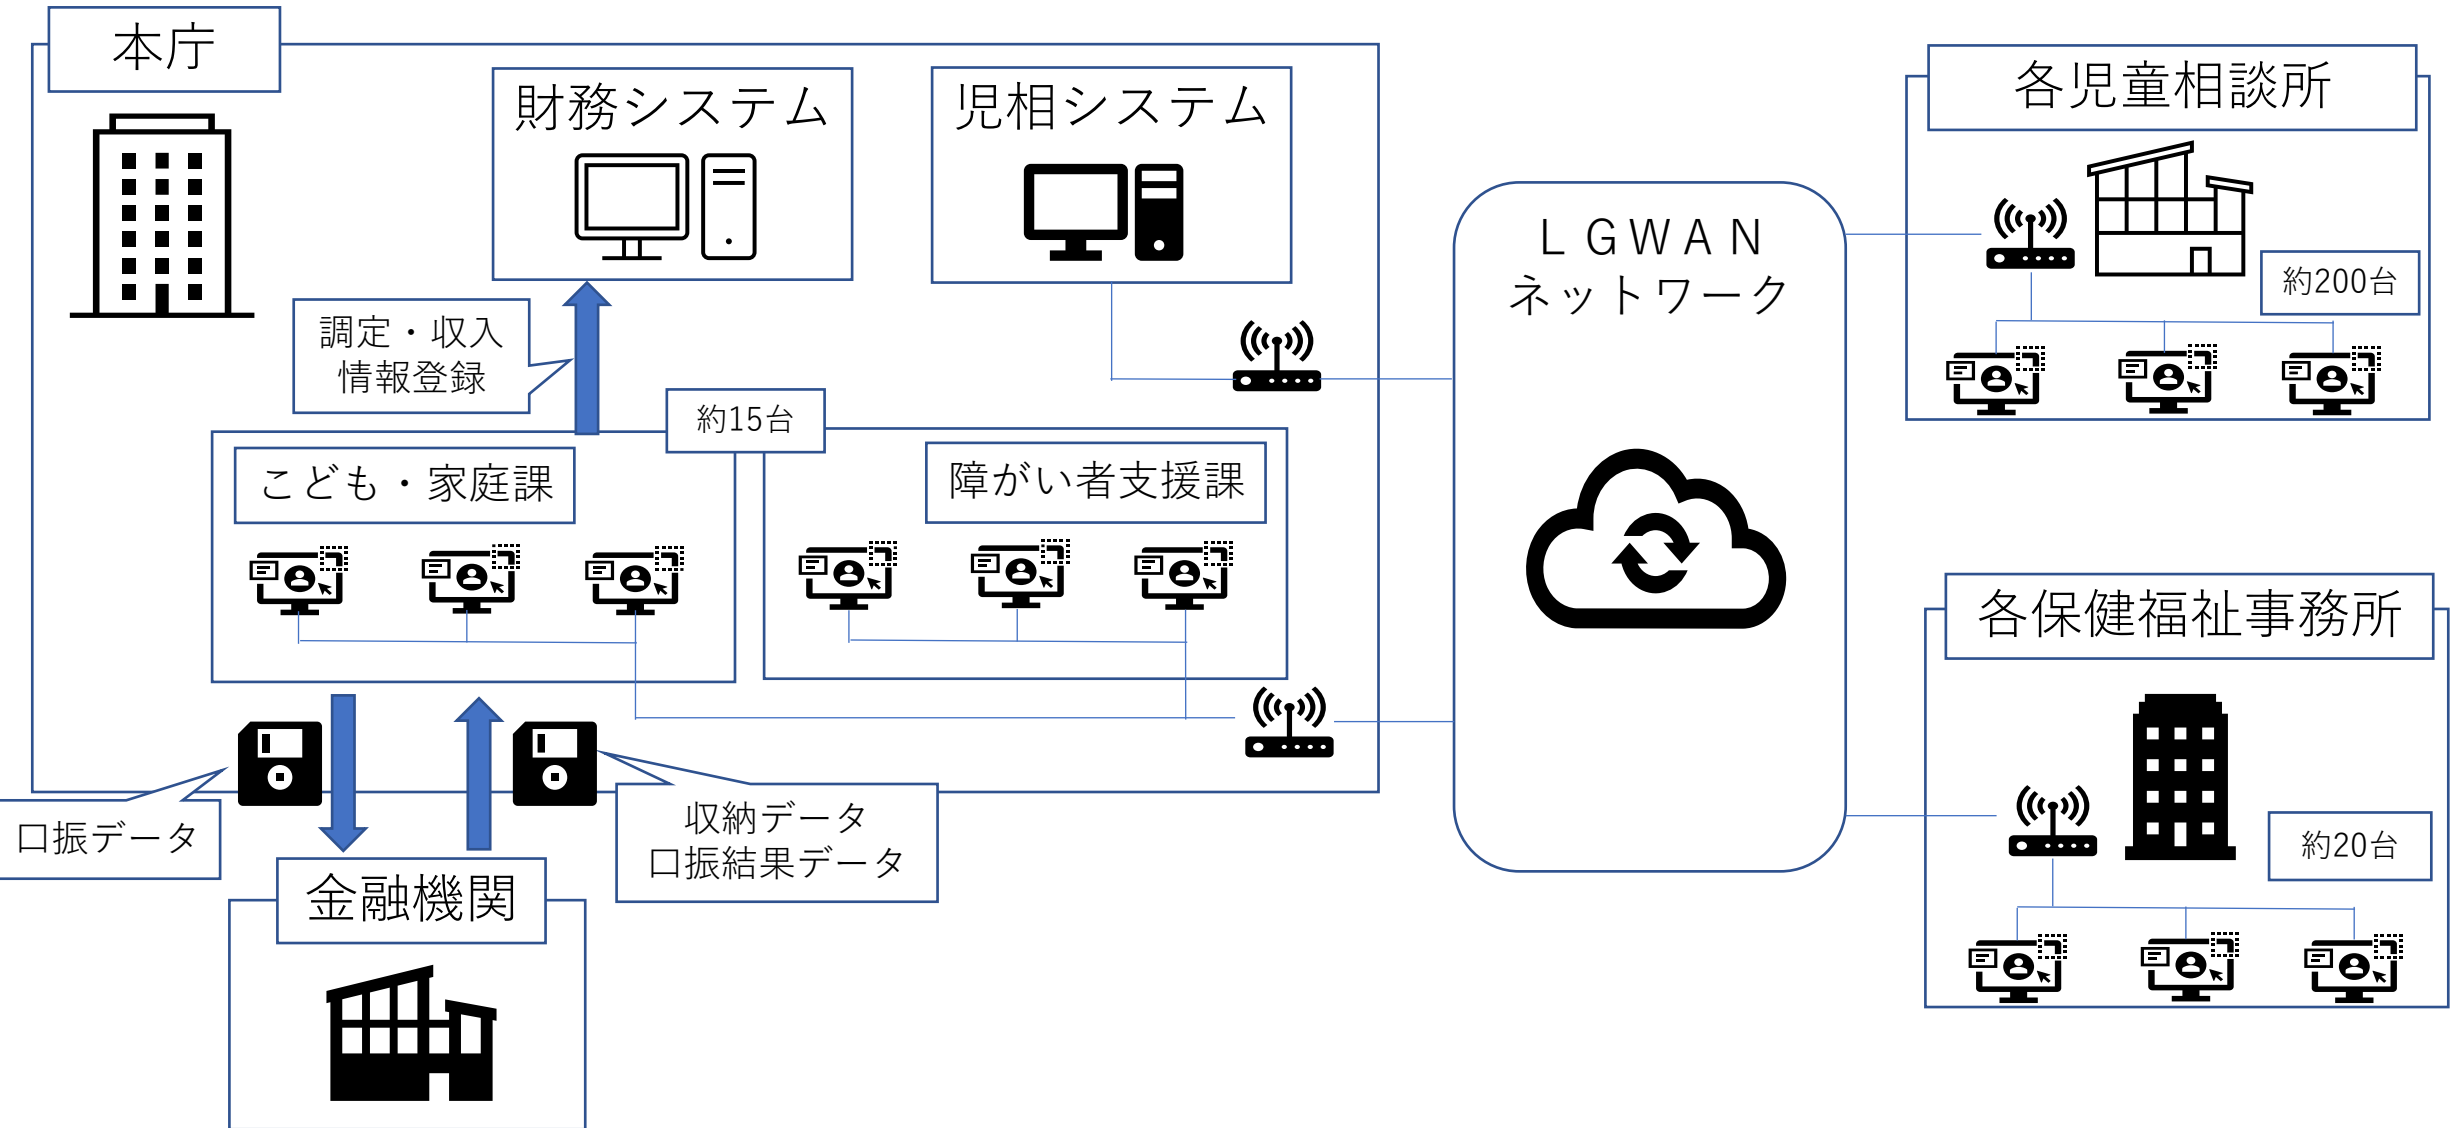 本庁
財務システム
児相システム
調定・収入
情報登録
約15台
こども・家庭課
障がい者支援課
口振データ
収納データ
口振結果データ
金融機関
ＬＧＷＡＮ
ネットワーク
各児童相談所
約200台
各保健福祉事務所
約20台